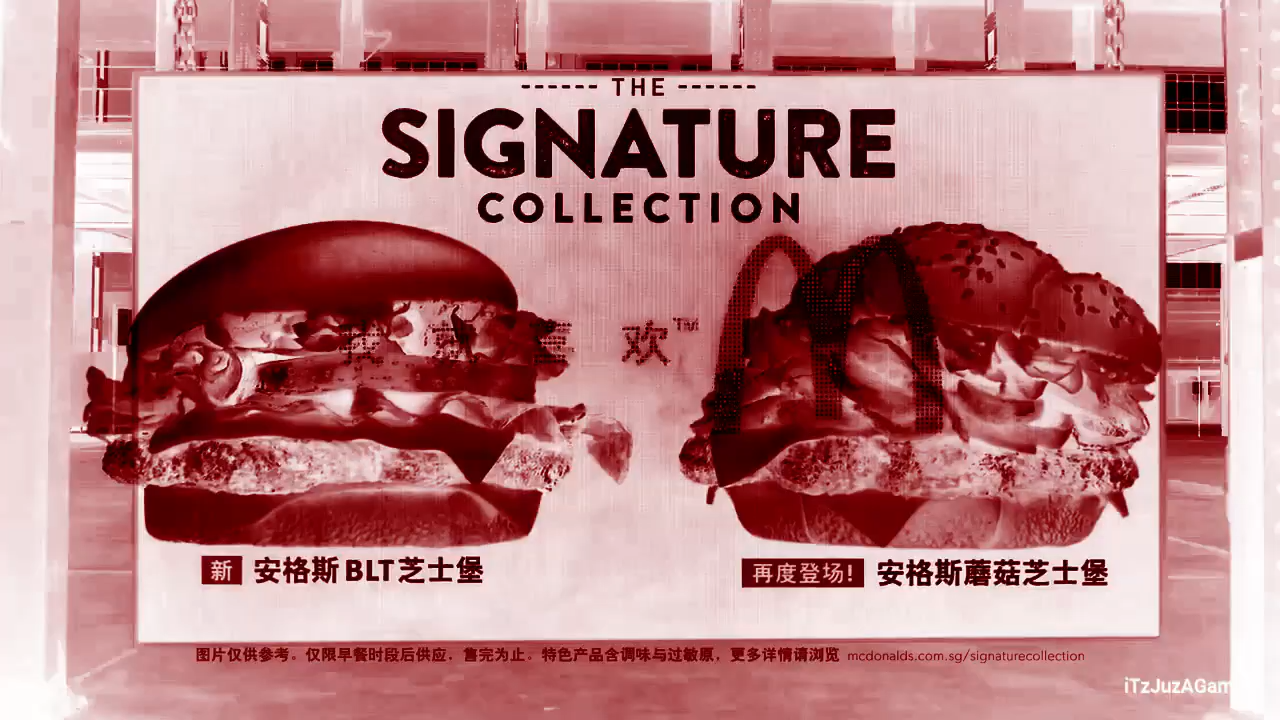 THE
SIGNATURE
COLLECTION
欢™
新 安格斯BLT芝士堡
再度登场! 安格斯蘑菇芝士堡
图片仅供参考。仅限早餐时段后供应。售完为止。特色产品含调味与过敏原，更多详情请浏览 mcdonalds.com.sg/signaturecollection
iTzJuzAGam